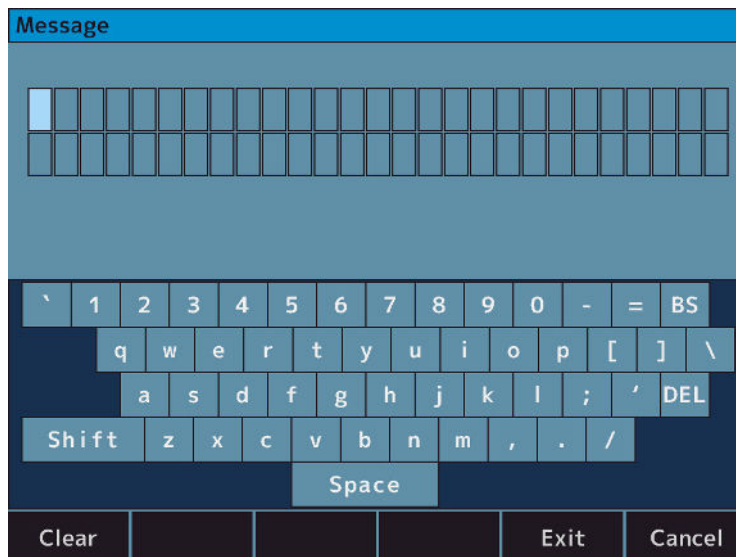 Message
` 1 2 3 4 5 6 7 8 9 0 - = BS
q w e r t y u i o p [ ] \
a s d f g h j k l ; ′ DEL
Shift z x c v b n m , . /
Space
Clear Exit Cancel